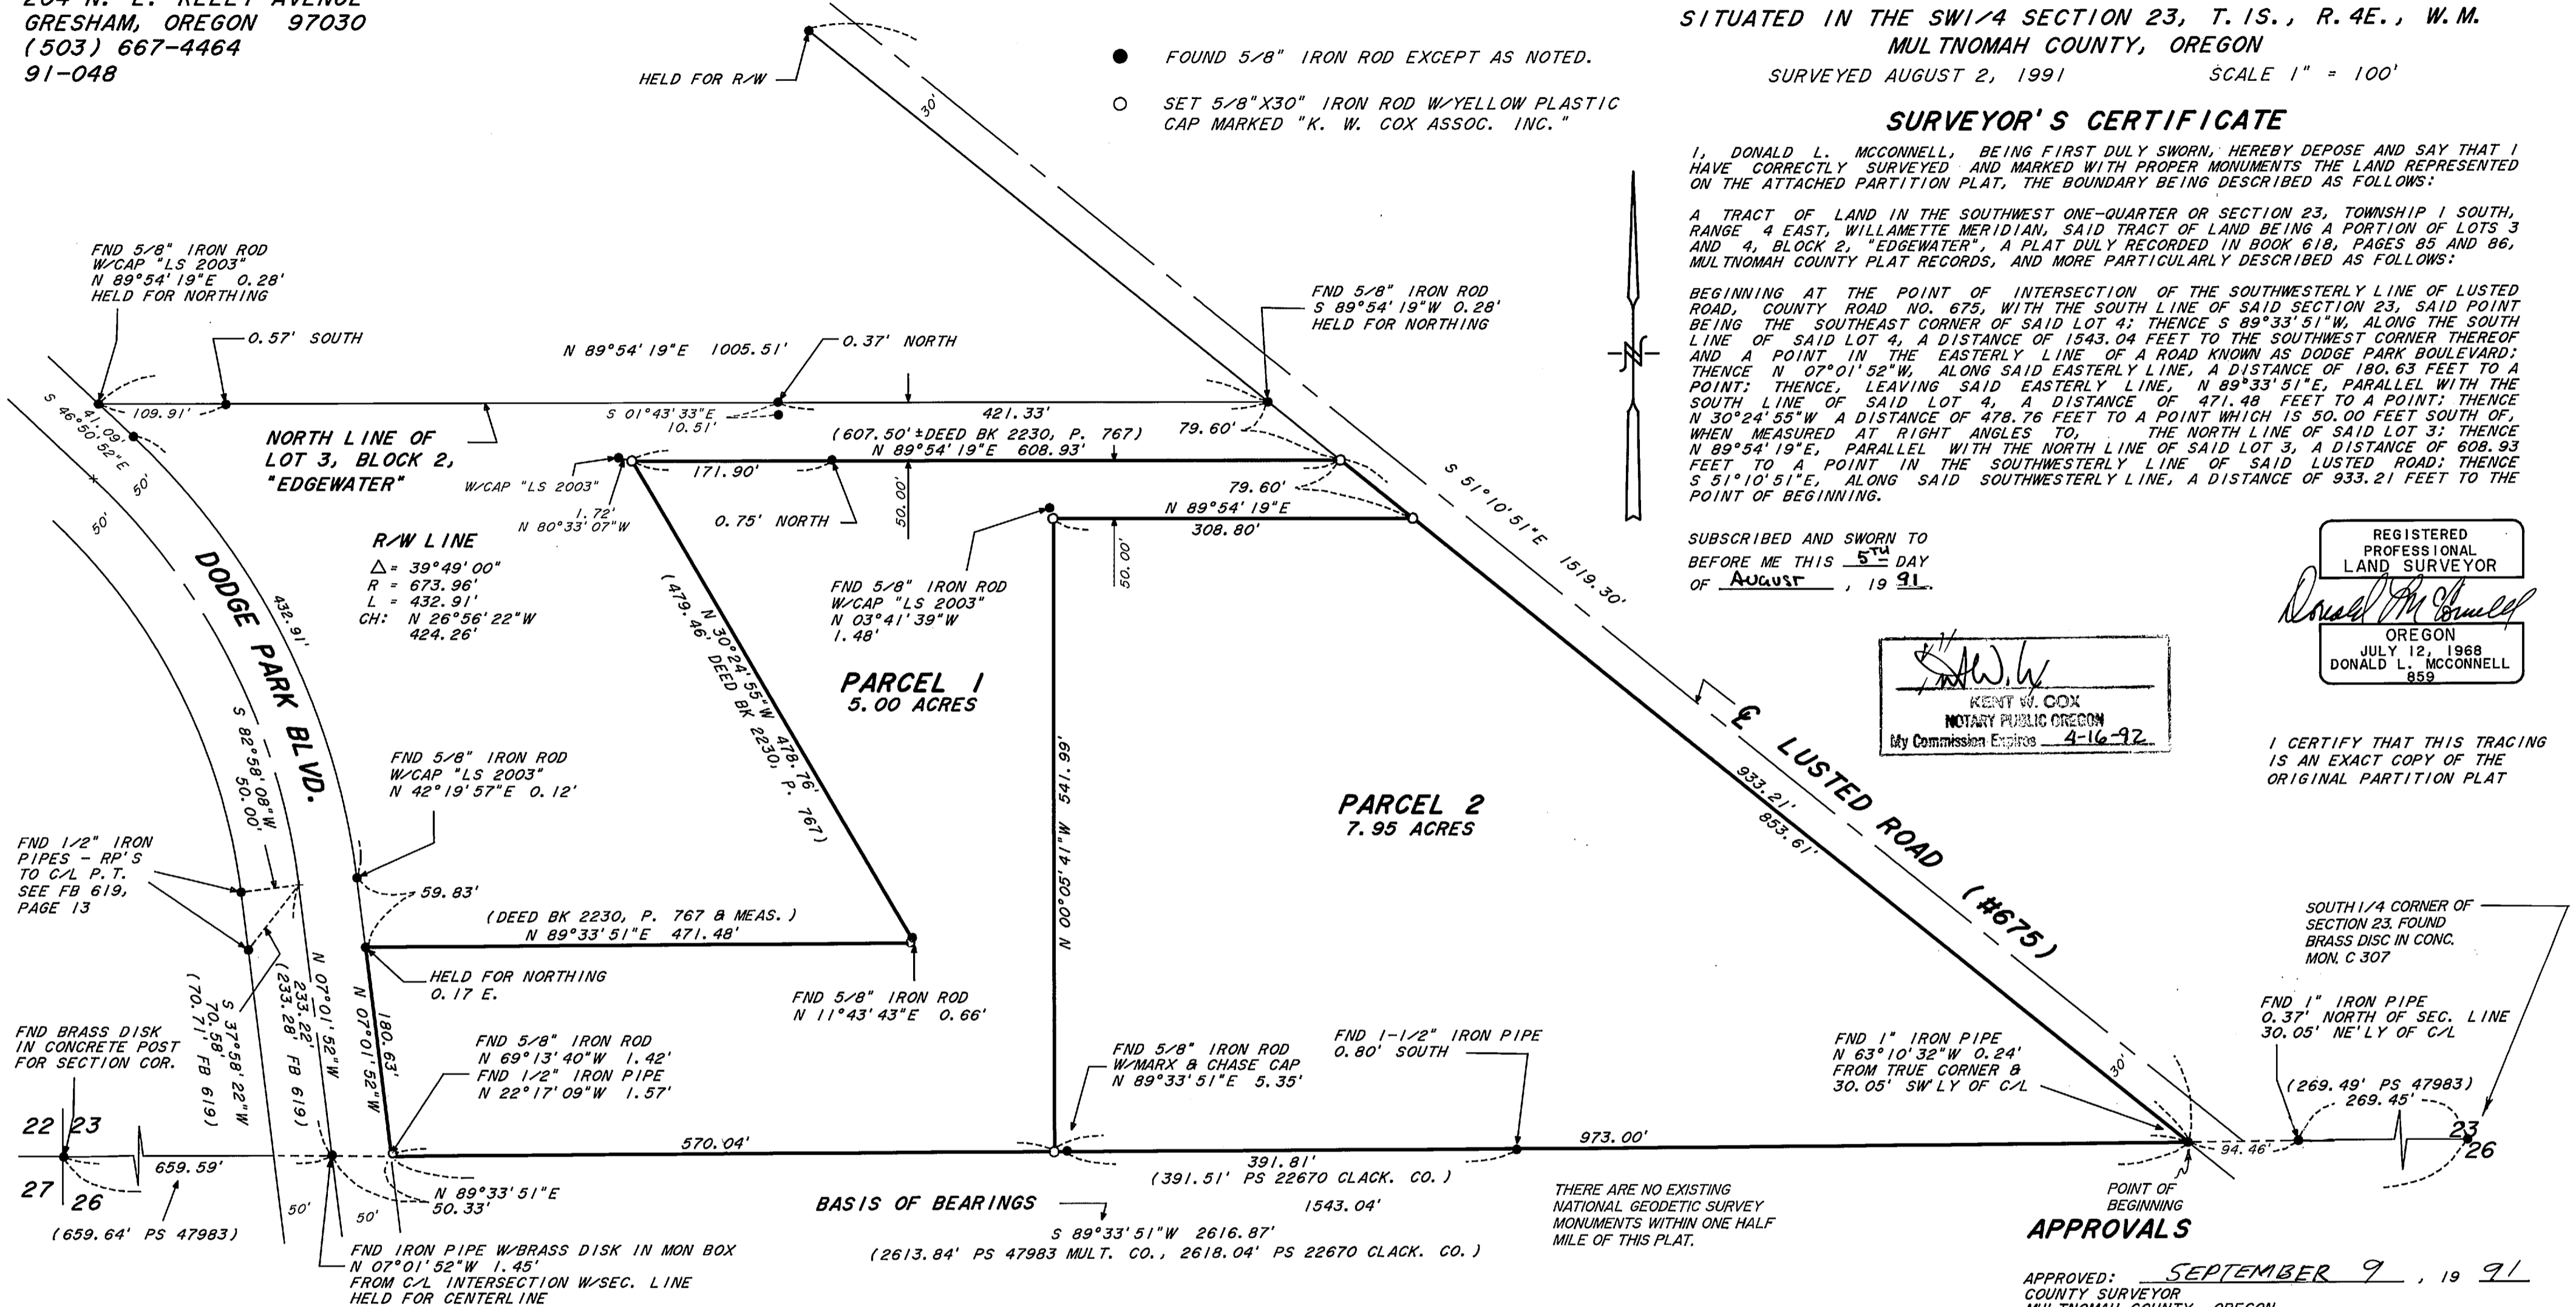 GRESHAM, OREGON 97030
(503) 667-4464
91-048
HELD FOR R/W
30'
FOUND 5/8" IRON ROD EXCEPT AS NOTED.
SET 5/8"X30" IRON ROD W/YELLOW PLASTIC
CAP MARKED "K. W. COX ASSOC. INC."
SITUATED IN THE SW1/4 SECTION 23, T. 1S., R. 4E., W. M.
MULTNOMAH COUNTY, OREGON
SURVEYED AUGUST 2, 1991 SCALE 1" = 100'
SURVEYOR'S CERTIFICATE
I, DONALD L. MCCONNELL, BEING FIRST DULY SWORN, HEREBY DEPOSE AND SAY THAT I
HAVE CORRECTLY SURVEYED AND MARKED WITH PROPER MONUMENTS THE LAND REPRESENTED
ON THE ATTACHED PARTITION PLAT, THE BOUNDARY BEING DESCRIBED AS FOLLOWS:
A TRACT OF LAND IN THE SOUTHWEST ONE-QUARTER OR SECTION 23, TOWNSHIP 1 SOUTH,
RANGE 4 EAST, WILLAMETTE MERIDIAN, SAID TRACT OF LAND BEING A PORTION OF LOTS 3
AND 4, BLOCK 2, "EDGEWATER", A PLAT DULY RECORDED IN BOOK 618, PAGES 85 AND 86,
MULTNOMAH COUNTY PLAT RECORDS, AND MORE PARTICULARLY DESCRIBED AS FOLLOWS:
BEGINNING AT THE POINT OF INTERSECTION OF THE SOUTHWESTERLY LINE OF LUSTED
ROAD, COUNTY ROAD NO. 675, WITH THE SOUTH LINE OF SAID SECTION 23, SAID POINT
BEING THE SOUTHEAST CORNER OF SAID LOT 4; THENCE S 89°33'51"W, ALONG THE SOUTH
LINE OF SAID LOT 4, A DISTANCE OF 1543.04 FEET TO THE SOUTHWEST CORNER THEREOF
AND A POINT IN THE EASTERLY LINE OF A ROAD KNOWN AS DODGE PARK BOULEVARD;
THENCE N 07°01'52"W, ALONG SAID EASTERLY LINE, A DISTANCE OF 180.63 FEET TO A
POINT; THENCE, LEAVING SAID EASTERLY LINE, N 89°33'51"E, PARALLEL WITH THE
SOUTH LINE OF SAID LOT 4, A DISTANCE OF 471.48 FEET TO A POINT; THENCE
N 30°24'55"W A DISTANCE OF 478.76 FEET TO A POINT WHICH IS 50.00 FEET SOUTH OF,
WHEN MEASURED AT RIGHT ANGLES TO, THE NORTH LINE OF SAID LOT 3; THENCE
N 89°54'19"E, PARALLEL WITH THE NORTH LINE OF SAID LOT 3, A DISTANCE OF 608.93
FEET TO A POINT IN THE SOUTHWESTERLY LINE OF SAID LUSTED ROAD; THENCE
S 51°10'51"E, ALONG SAID SOUTHWESTERLY LINE, A DISTANCE OF 933.21 FEET TO THE
POINT OF BEGINNING.
SUBSCRIBED AND SWORN TO
BEFORE ME THIS 5TH DAY
OF AUGUST , 19 91.
REGISTERED
PROFESSIONAL
LAND SURVEYOR
Donald McConnell
OREGON
JULY 12, 1968
DONALD L. MCCONNELL
859
KENT W. COX
NOTARY PUBLIC OREGON
My Commission Expires 4-16-92
I CERTIFY THAT THIS TRACING
IS AN EXACT COPY OF THE
ORIGINAL PARTITION PLAT
N
FND 5/8" IRON ROD
W/CAP "LS 2003"
N 89°54'19"E 0.28'
HELD FOR NORTHING
0.57' SOUTH
N 89°54'19"E 1005.51'
0.37' NORTH
FND 5/8" IRON ROD
S 89°54'19"W 0.28'
HELD FOR NORTHING
109.91'
S 01°43'33"E
10.51'
421.33'
79.60'
41.09'
S 46°50'52"E
50'
50'
NORTH LINE OF
LOT 3, BLOCK 2,
"EDGEWATER"
(607.50'±DEED BK 2230, P. 767)
N 89°54'19"E 608.93'
W/CAP "LS 2003"
171.90'
1.72'
N 80°33'07"W
0.75' NORTH
50.00'
79.60'
N 89°54'19"E
308.80'
50.00'
S 51°10'51"E 1519.30'
R/W LINE
Δ = 39°49'00"
R = 673.96'
L = 432.91'
CH: N 26°56'22"W
424.26'
432.91'
DODGE PARK BLVD.
FND 5/8" IRON ROD
W/CAP "LS 2003"
N 03°41'39"W
1.48'
N 30°24'55"W 478.76'
(479.46' DEED BK 2230, P. 767)
PARCEL 1
5.00 ACRES
N 00°05'41"W 541.99'
PARCEL 2
7.95 ACRES
℄ LUSTED ROAD (#675)
933.21'
853.61'
S 82°58'08"W
50.00'
FND 5/8" IRON ROD
W/CAP "LS 2003"
N 42°19'57"E 0.12'
FND 1/2" IRON
PIPES - RP'S
TO C/L P.T.
SEE FB 619,
PAGE 13
59.83'
(DEED BK 2230, P. 767 & MEAS.)
N 89°33'51"E 471.48'
HELD FOR NORTHING
0.17 E.
FND 5/8" IRON ROD
N 11°43'43"E 0.66'
SOUTH 1/4 CORNER OF
SECTION 23. FOUND
BRASS DISC IN CONC.
MON. C 307
S 37°58'22"W
70.58'
(70.71' FB 619)
N 07°01'52"W
233.22'
(233.28' FB 619)
180.63'
N 07°01'52"W
FND BRASS DISK
IN CONCRETE POST
FOR SECTION COR.
FND 5/8" IRON ROD
N 69°13'40"W 1.42'
FND 1/2" IRON PIPE
N 22°17'09"W 1.57'
FND 5/8" IRON ROD
W/MARX & CHASE CAP
N 89°33'51"E 5.35'
FND 1-1/2" IRON PIPE
0.80' SOUTH
FND 1" IRON PIPE
N 63°10'32"W 0.24'
FROM TRUE CORNER &
30.05' SW'LY OF C/L
30'
FND 1" IRON PIPE
0.37' NORTH OF SEC. LINE
30.05' NE'LY OF C/L
(269.49' PS 47983)
269.45'
22 23
27 26
659.59'
(659.64' PS 47983)
50'
50'
N 89°33'51"E
50.33'
570.04'
391.81'
(391.51' PS 22670 CLACK. CO.)
973.00'
94.46'
23
26
POINT OF
BEGINNING
BASIS OF BEARINGS
1543.04'
S 89°33'51"W 2616.87'
(2613.84' PS 47983 MULT. CO., 2618.04' PS 22670 CLACK. CO.)
THERE ARE NO EXISTING
NATIONAL GEODETIC SURVEY
MONUMENTS WITHIN ONE HALF
MILE OF THIS PLAT.
FND IRON PIPE W/BRASS DISK IN MON BOX
N 07°01'52"W 1.45'
FROM C/L INTERSECTION W/SEC. LINE
HELD FOR CENTERLINE
APPROVALS
APPROVED: SEPTEMBER 9 , 19 91
COUNTY SURVEYOR